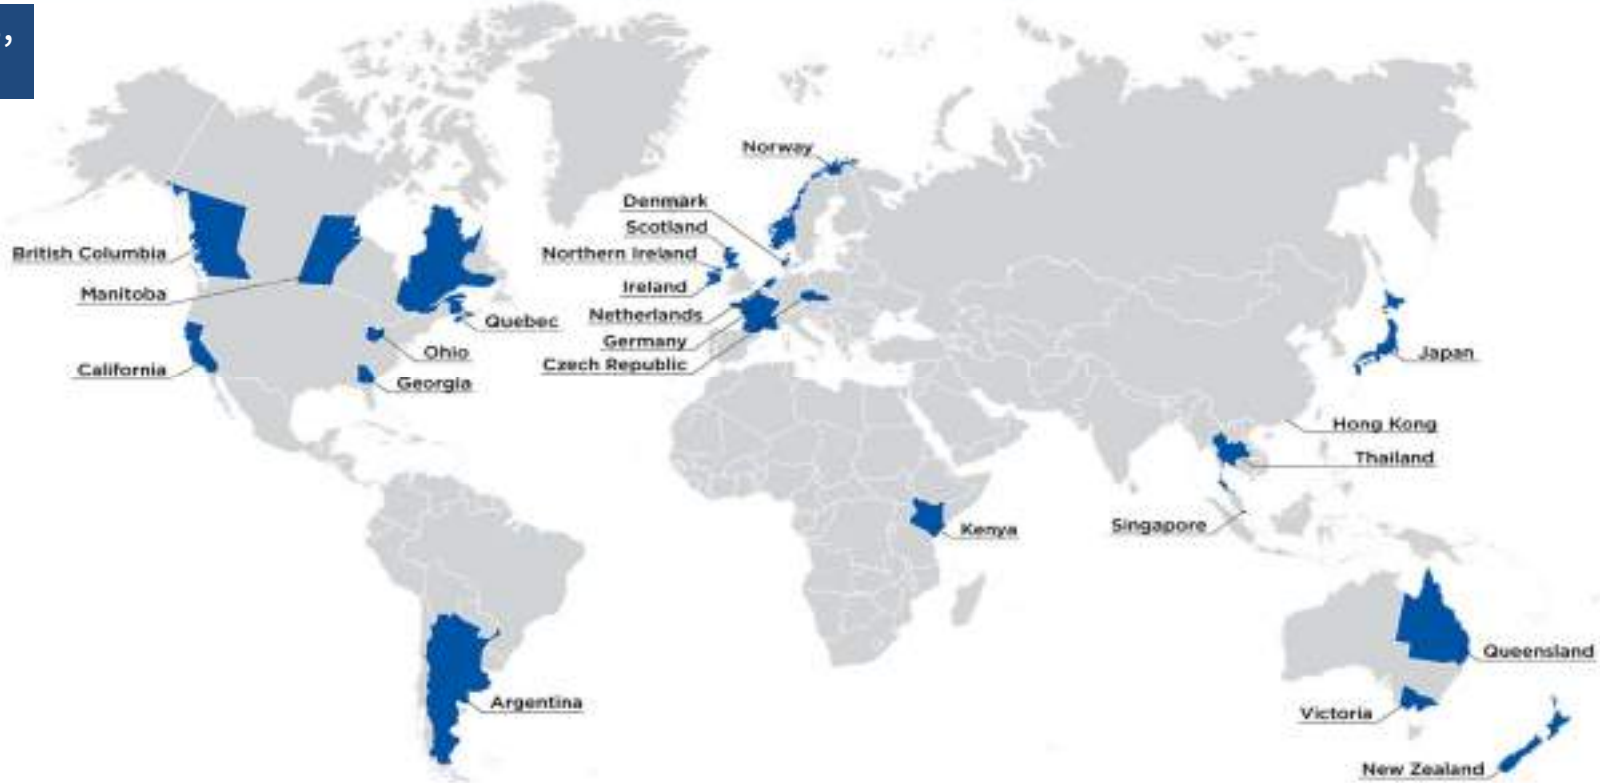 ,
Norway
Denmark
Scotland
British Columbia
Northern Ireland
Manitoba
Ireland
Netherlands
Quebec
Germany
Ohio
Japan
Czech Republic
California
Georgia
Hong Kong
Thailand
Singapore
Kenya
Queensland
Argentina
Victoria
New Zealand